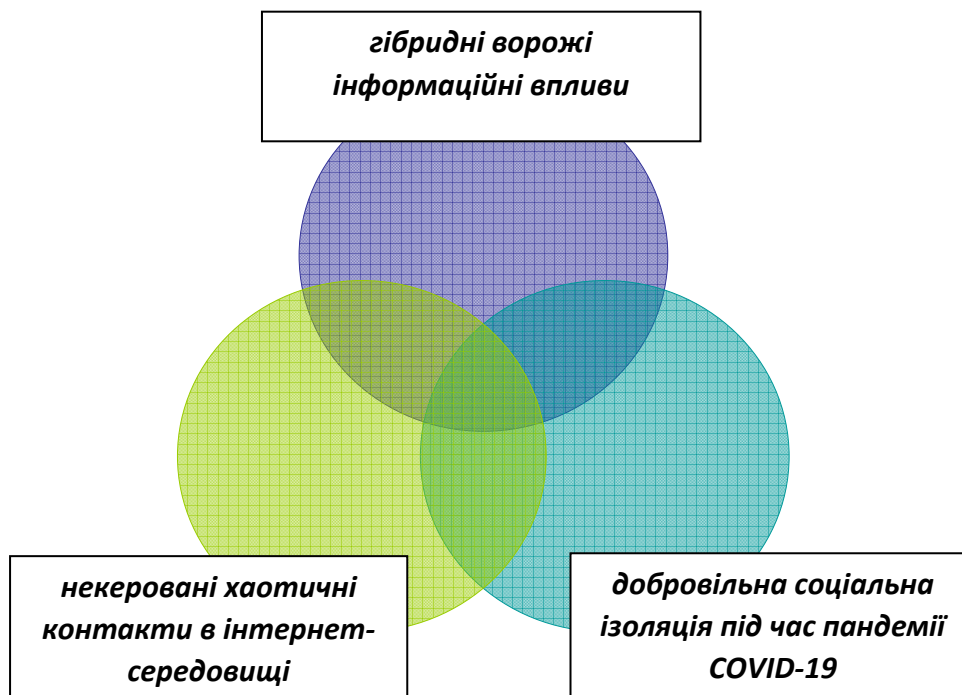 гібридні ворожі
інформаційні впливи
некеровані хаотичні
контакти в інтернет-
середовищі
добровільна соціальна
ізоляція під час пандемії
COVID-19